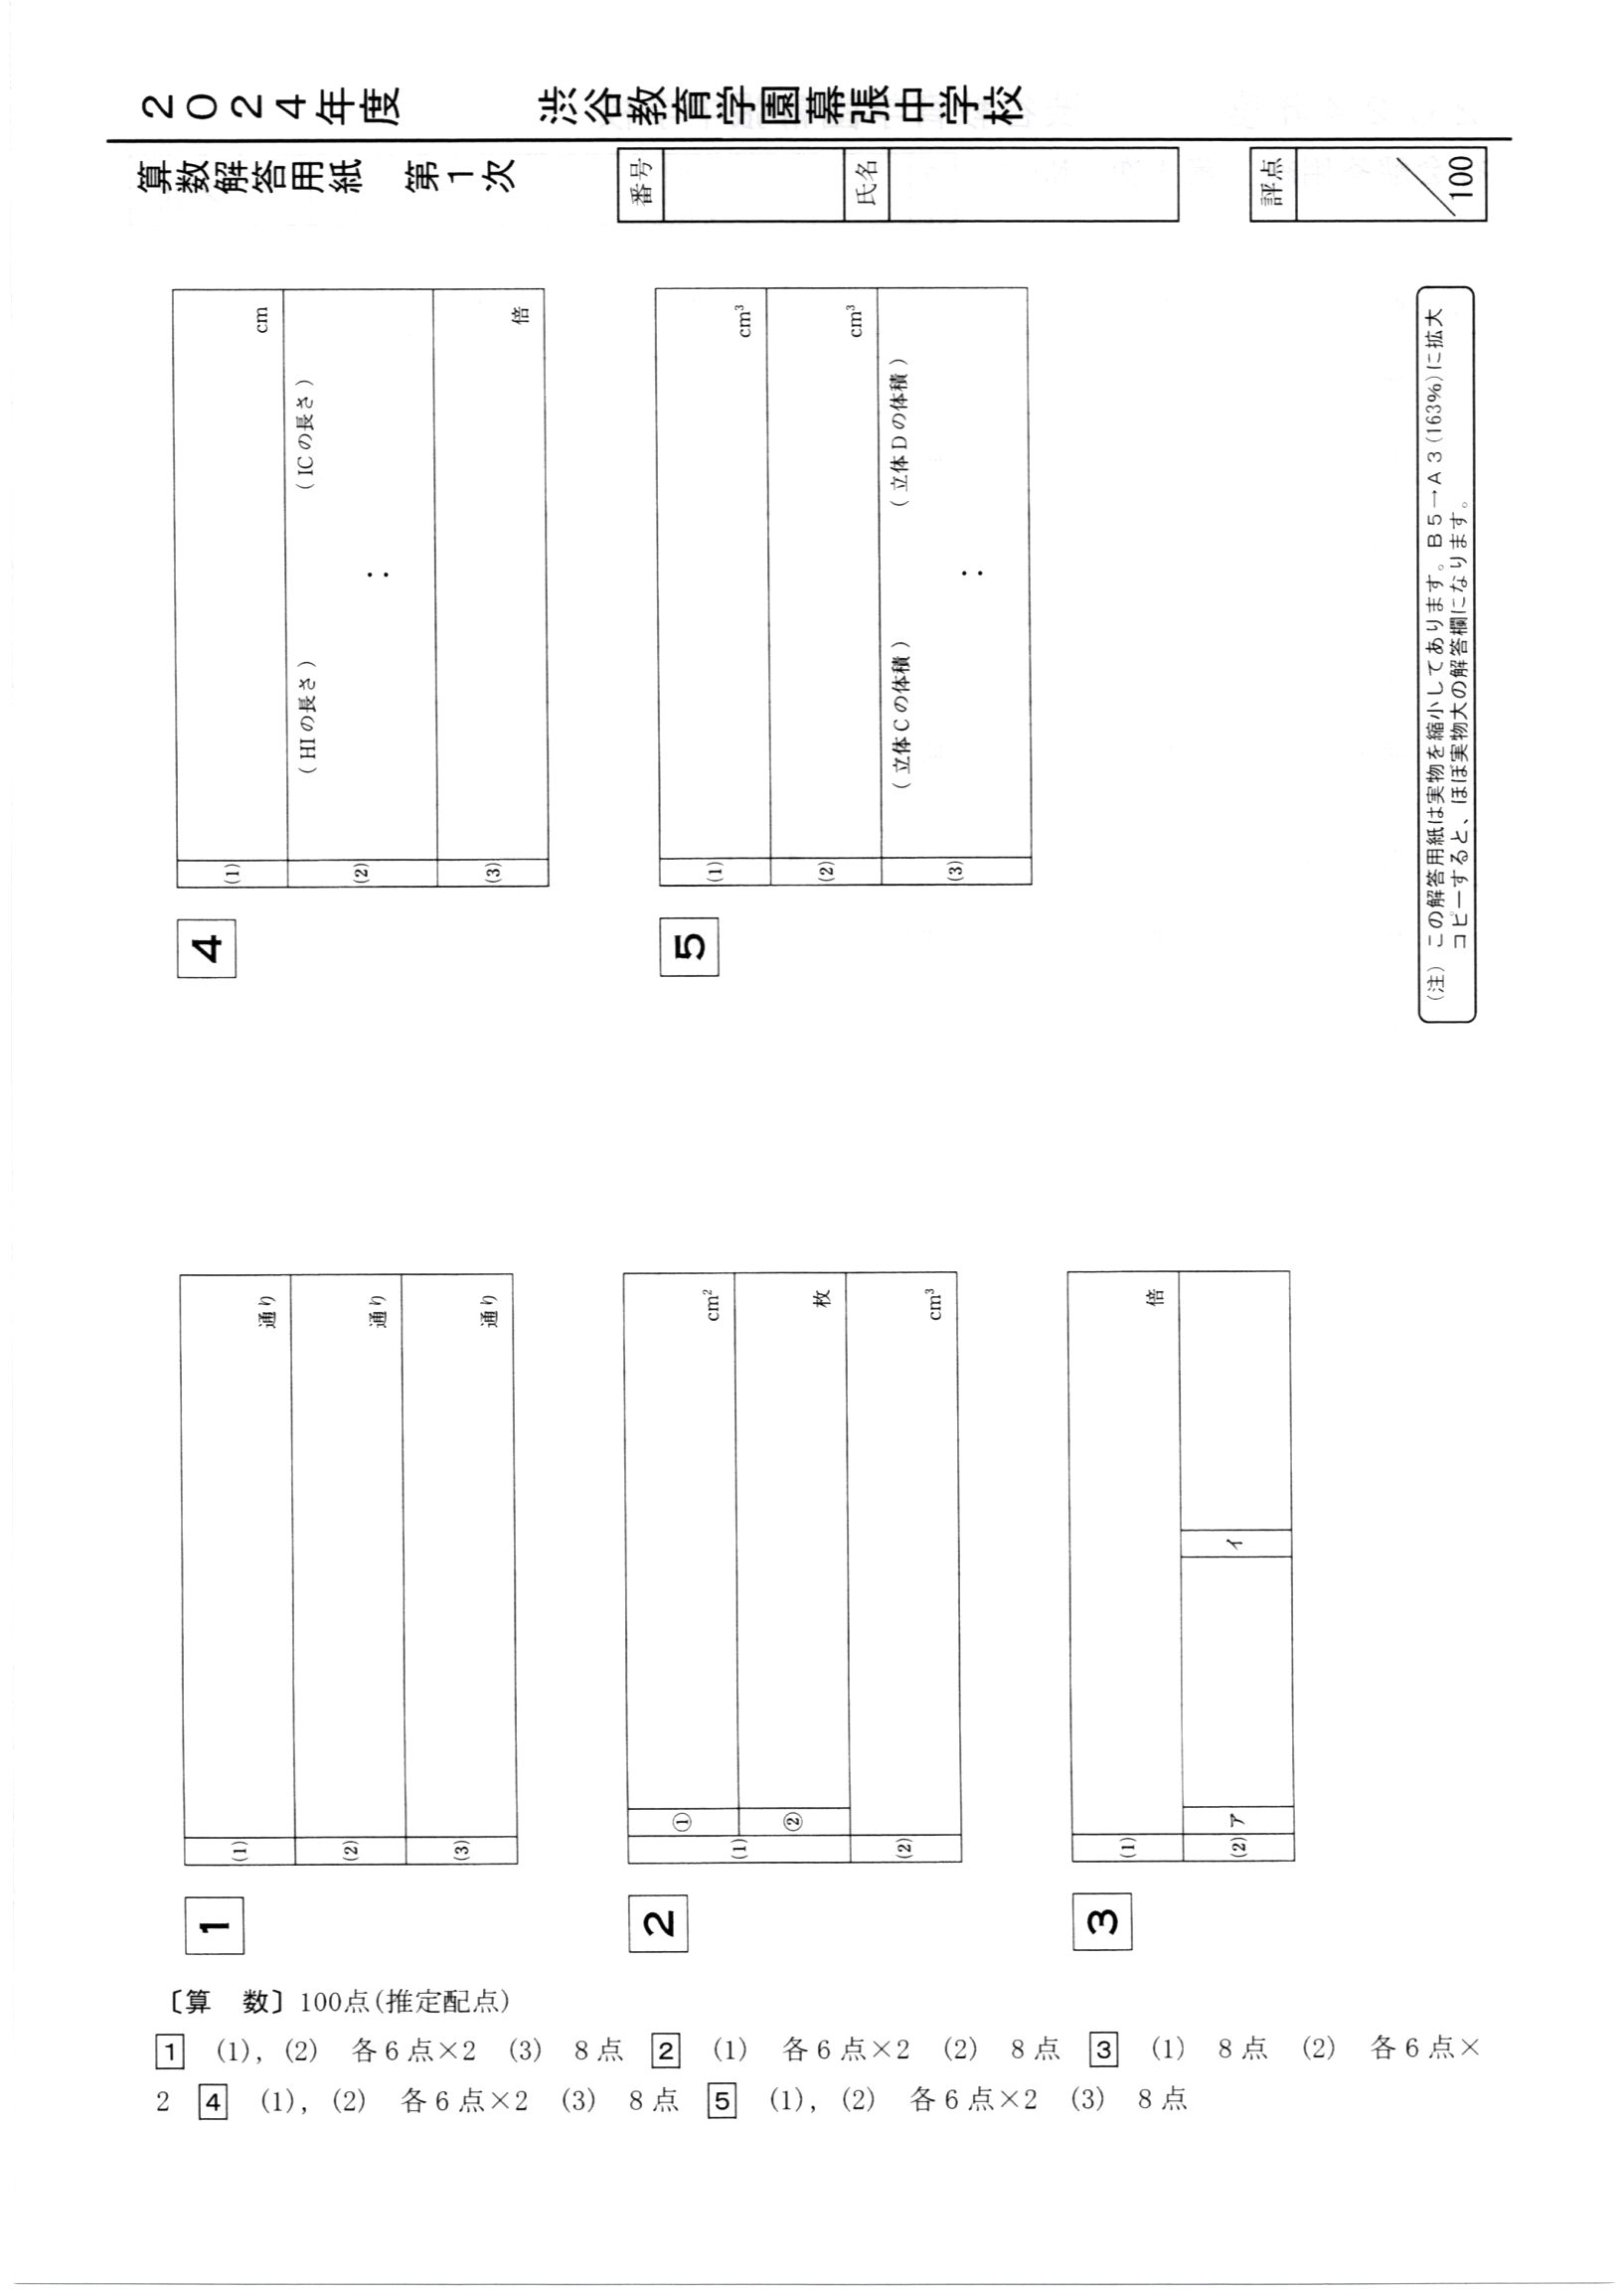 ２０２４年度　渋谷教育学園幕張中学校
算数解答用紙　第１次
番号
氏名
評点
／100
1
(1)
通り
(2)
通り
(3)
通り
2
(1)
①
cm²
②
枚
(2)
cm³
3
(1)
倍
(2)
ア
イ
4
(1)
cm
(2)
(HIの長さ)　：　(ICの長さ)
(3)
倍
5
(1)
cm³
(2)
cm³
(3)
(立体Cの体積)　：　(立体Dの体積)
(注)　この解答用紙は実物を縮小してあります。Ｂ５→Ａ３(163%)に拡大
コピーすると、ほぼ実物大の解答欄になります。
〔算　数〕100点(推定配点)
1　(1)，(2)　各６点×2　(3)　８点　2　(1)　各６点×2　(2)　８点　3　(1)　８点　(2)　各６点×
2　4　(1)，(2)　各６点×2　(3)　８点　5　(1)，(2)　各６点×2　(3)　８点